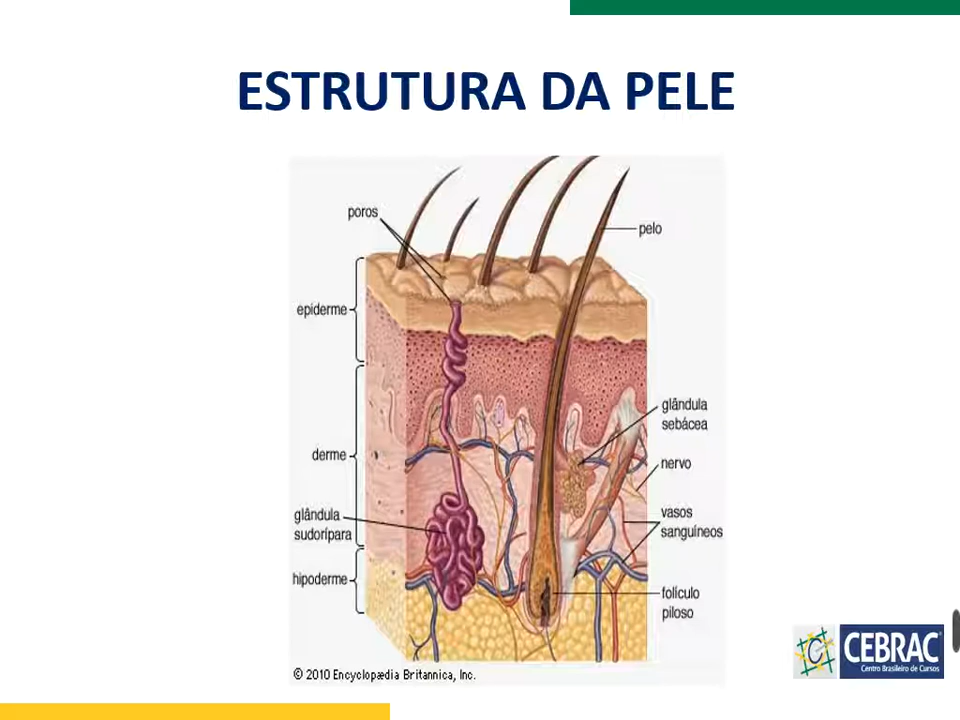 ESTRUTURA DA PELE
poros
pelo
epiderme
glândula
sebácea
derme
nervo
glândula
sudorípara
vasos
sanguíneos
hipoderme
folículo
piloso
© 2010 Encyclopædia Britannica, Inc.
C
CEBRAC®
Centro Brasileiro de Cursos